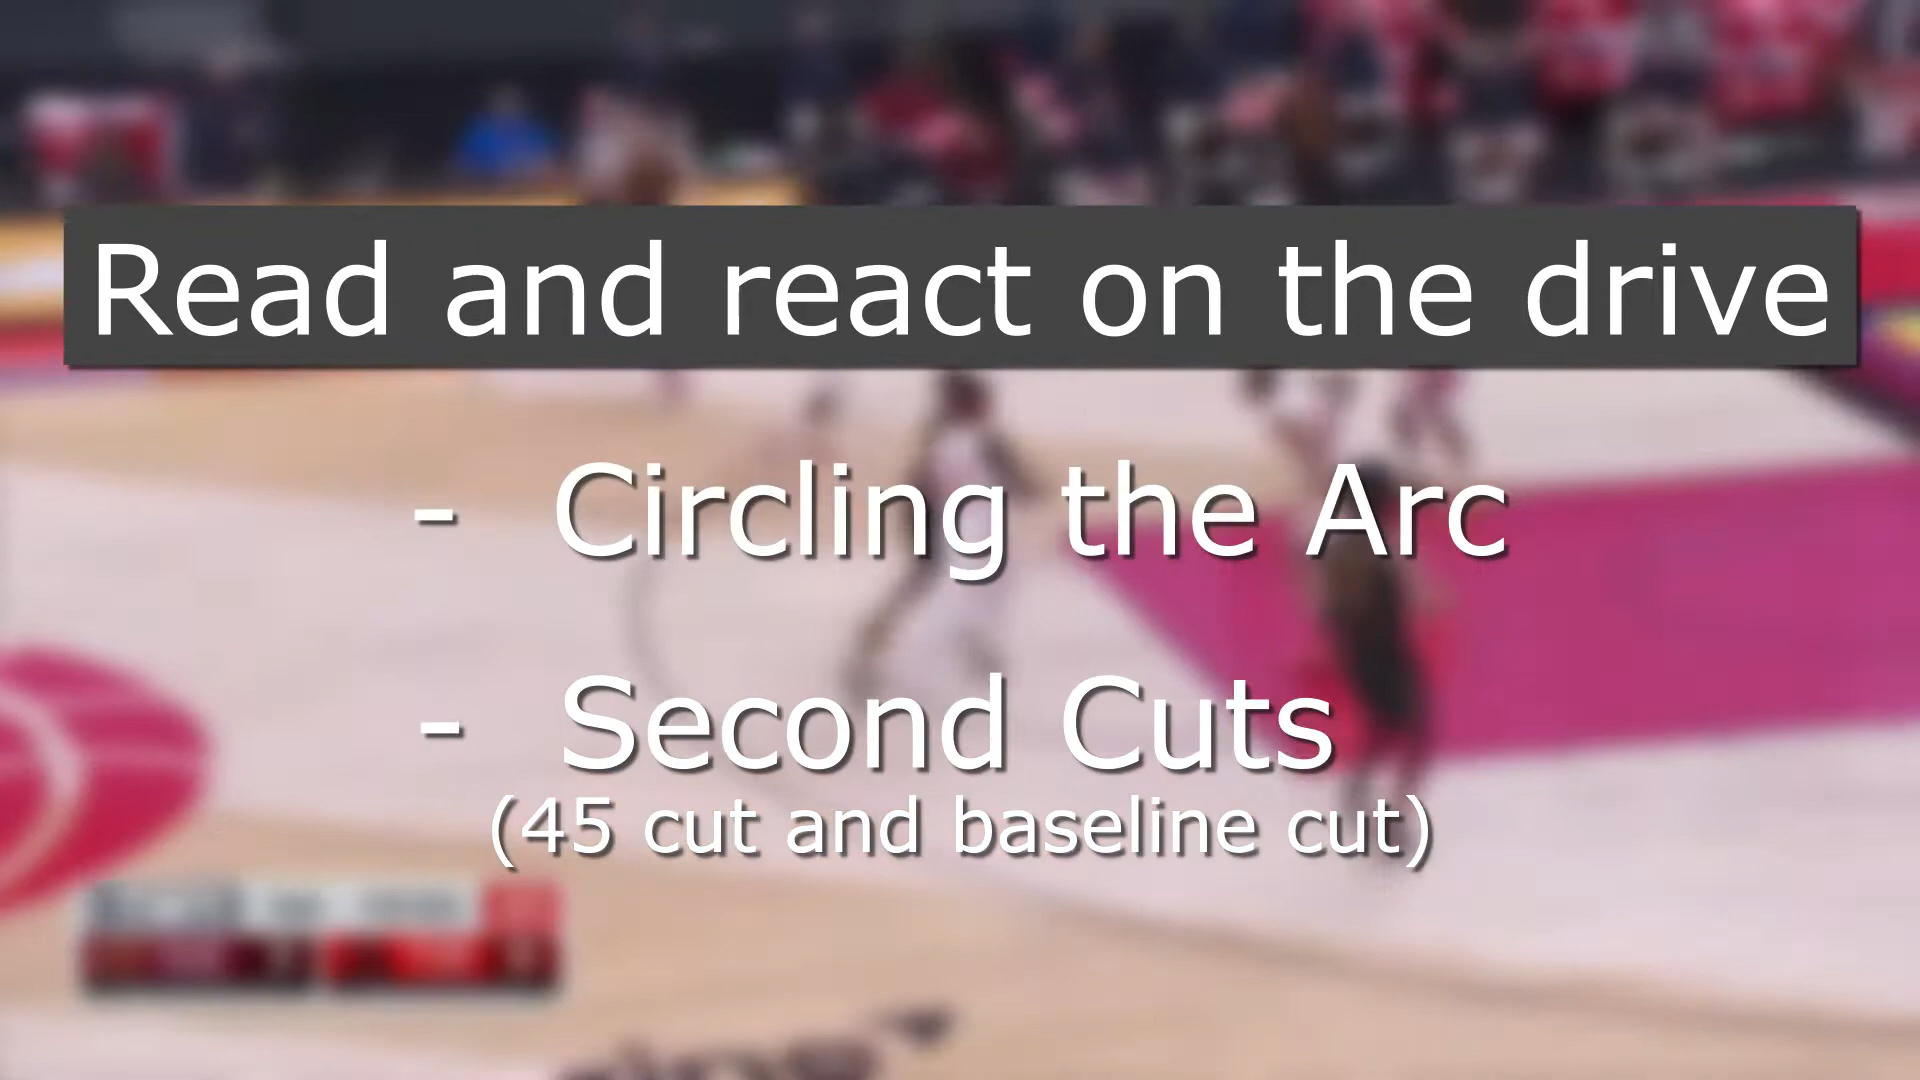 Read and react on the drive
- Circling the Arc
- Second Cuts
(45 cut and baseline cut)